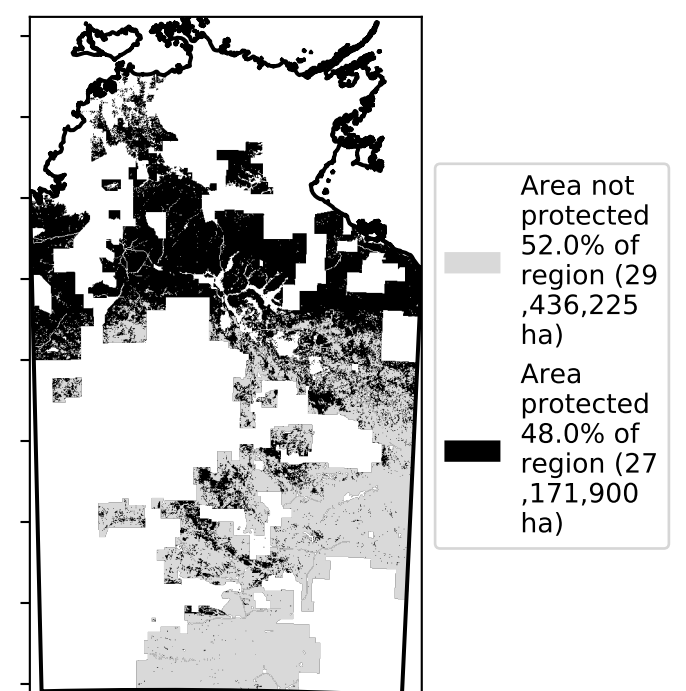 Area not
protected
52.0% of
region (29
,436,225
ha)
Area
protected
48.0% of
region (27
,171,900
ha)